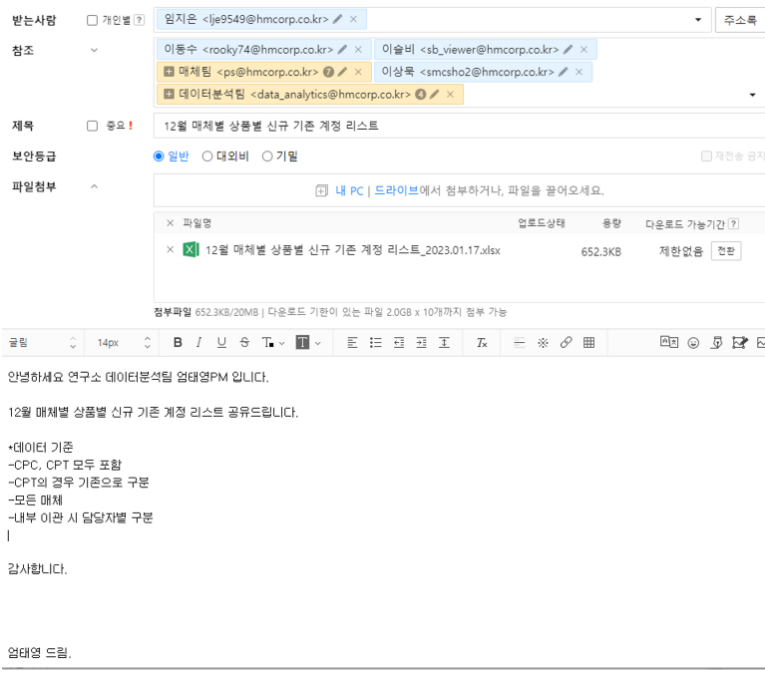 받는사람 개인별 ? 임지은 <lje9549@hmcorp.co.kr> × 주소록
참조 이동수 <rooky74@hmcorp.co.kr> × 이슬비 <sb_viewer@hmcorp.co.kr> ×
매체팀 <ps@hmcorp.co.kr> 7 × 이상묵 <smcsho2@hmcorp.co.kr> ×
데이터분석팀 <data_analytics@hmcorp.co.kr> 4 ×
제목 중요! 12월 매체별 상품별 신규 기존 계정 리스트
보안등급 일반 대외비 기밀 재전송 금지
파일첨부 내 PC | 드라이브에서 첨부하거나, 파일을 끌어오세요.
× 파일명 업로드상태 용량 다운로드 가능기간 ?
× 12월 매체별 상품별 신규 기존 계정 리스트_2023.01.17.xlsx 652.3KB 제한없음 전환
첨부파일 652.3KB/20MB | 다운로드 기한이 있는 파일 2.0GB x 10개까지 첨부 가능
굴림 14px B I U S T T Tx
안녕하세요 연구소 데이터분석팀 엄태영PM 입니다.
12월 매체별 상품별 신규 기존 계정 리스트 공유드립니다.
*데이터 기준
-CPC, CPT 모두 포함
-CPT의 경우 기존으로 구분
-모든 매체
-내부 이관 시 담당자별 구분
감사합니다.
엄태영 드림.